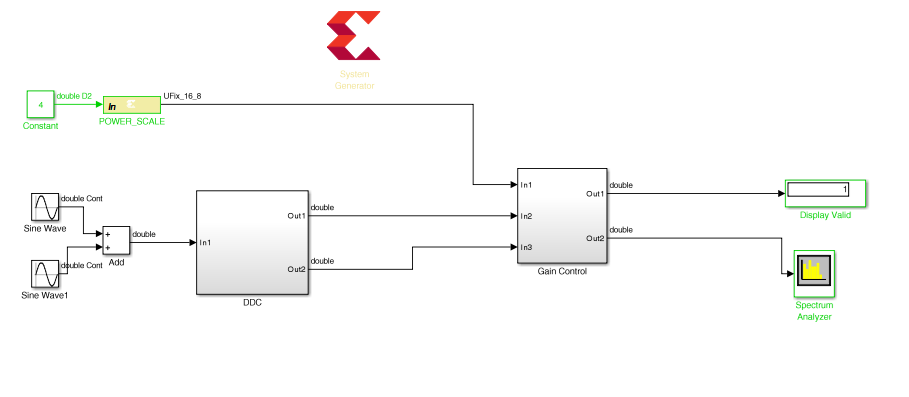 System
Generator
double D2
UFix_16_8
4
In
Constant
POWER_SCALE
double Cont
Sine Wave
+
+
Add
double
double Cont
Sine Wave1
In1
Out1
Out2
DDC
double
double
In1
In2
In3
Out1
Out2
Gain Control
double
double
1
Display Valid
Spectrum
Analyzer